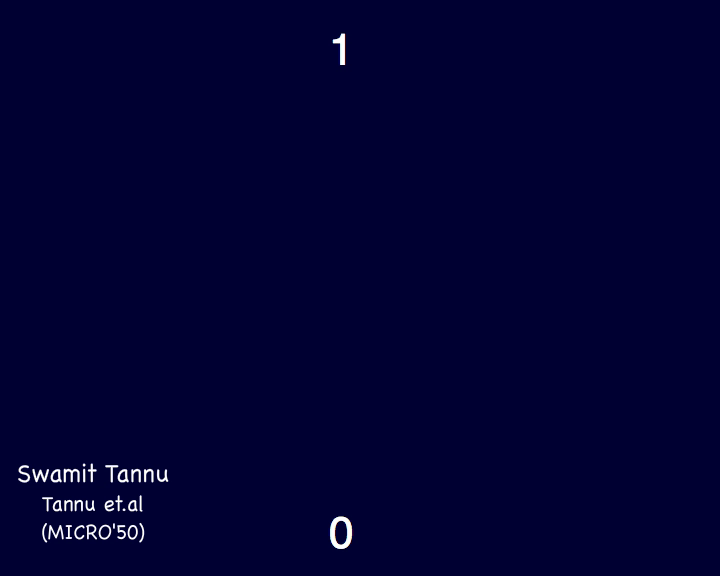 1
Swamit Tannu
Tannu et.al
(MICRO'50)
0